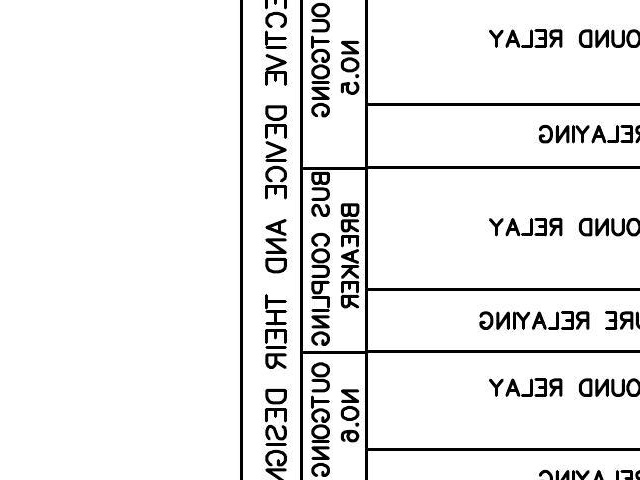 ECTIVE DEVICE AND THEIR DESIGN
OUTGOING
NO.5
BUS COUPLING
BREAKER
OUTGOING
NO.6
OUND RELAY
RELAYING
OUND RELAY
URE RELAYING
OUND RELAY
RELAYING